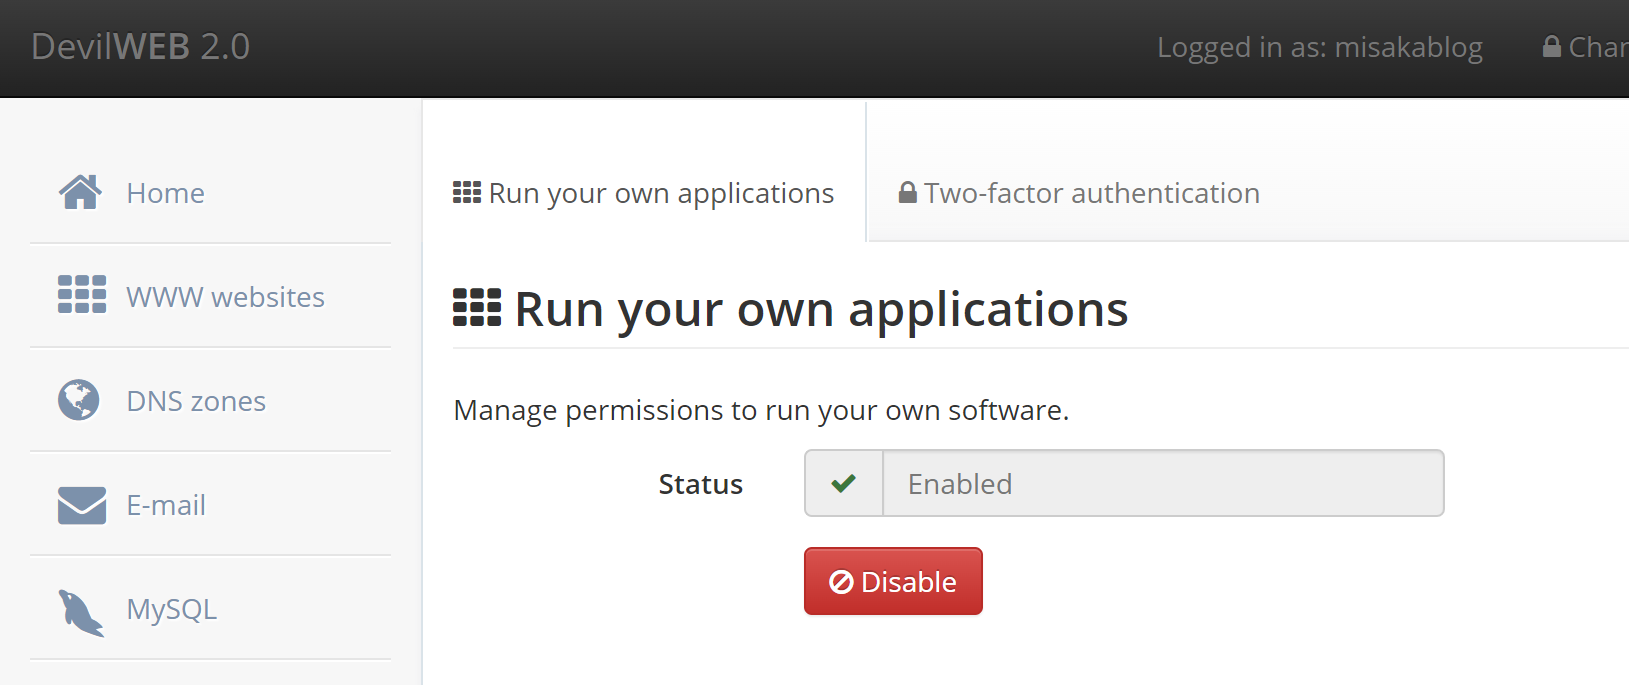 DevilWEB 2.0
Logged in as: misakablog
Home
WWW websites
DNS zones
E-mail
MySQL
Run your own applications
Two-factor authentication
Run your own applications
Manage permissions to run your own software.
Status
Enabled
Disable